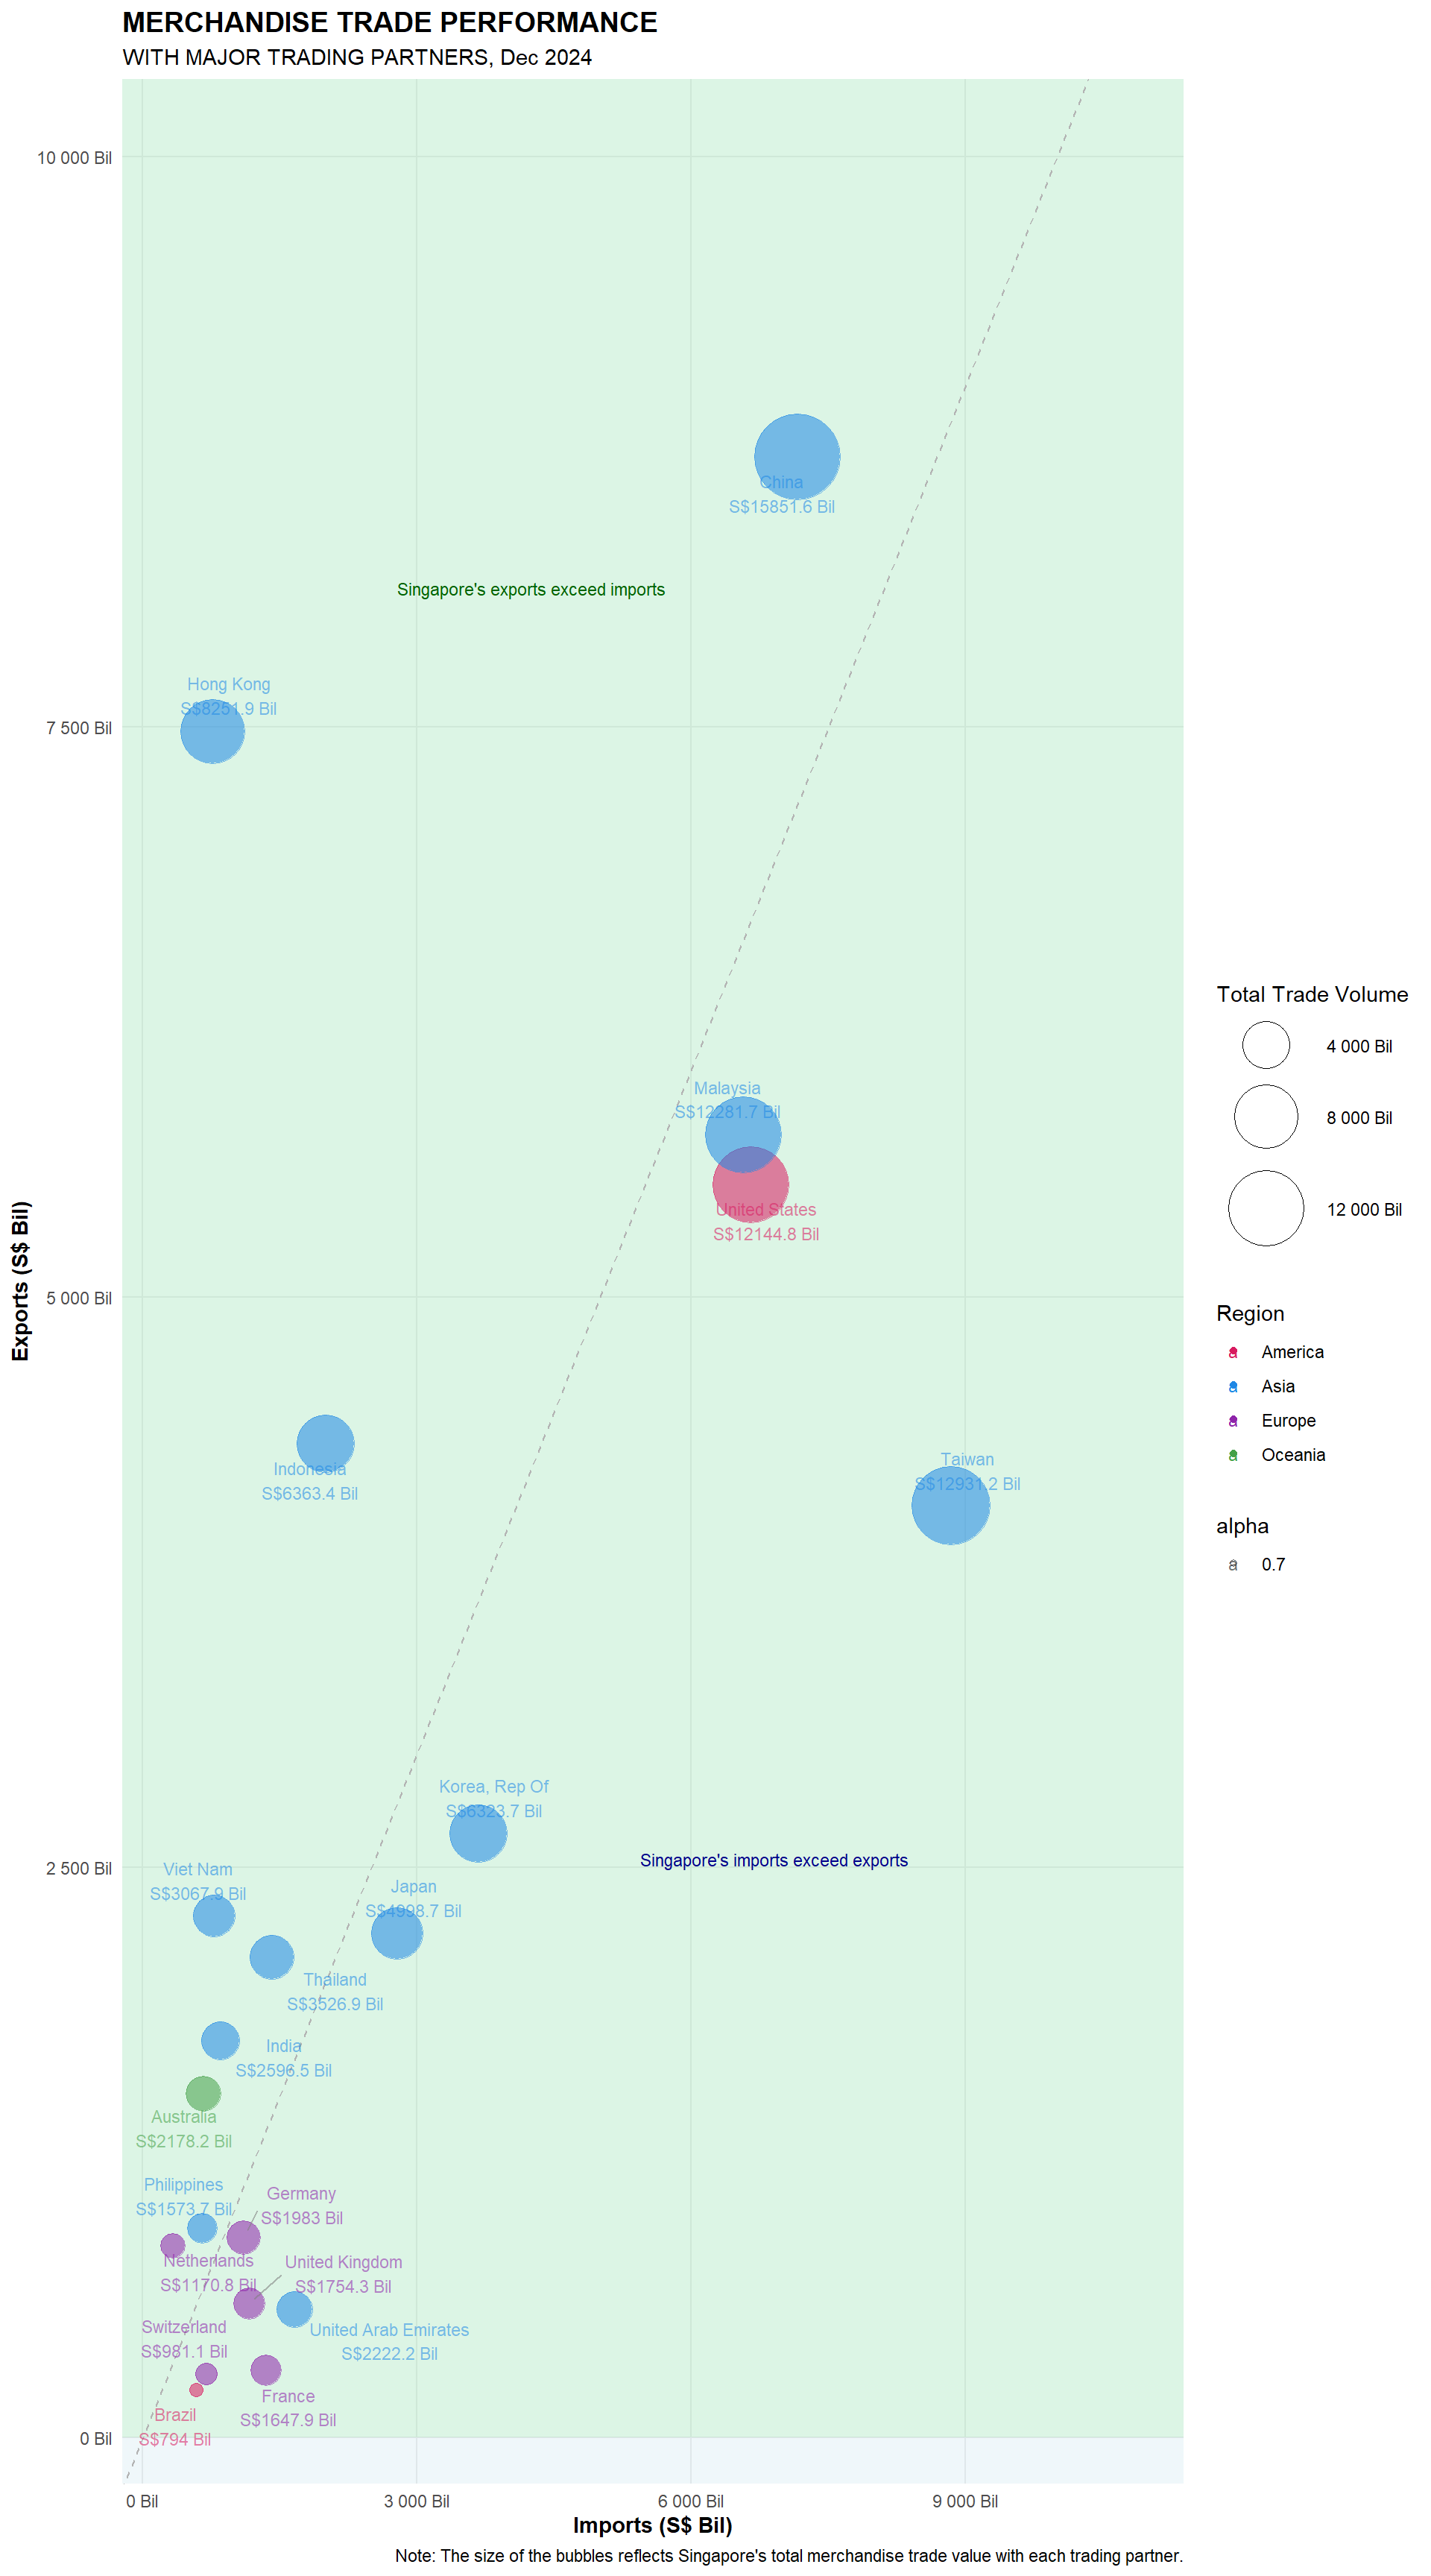 MERCHANDISE TRADE PERFORMANCE
WITH MAJOR TRADING PARTNERS, Dec 2024
10 000 Bil
7 500 Bil
5 000 Bil
2 500 Bil
0 Bil
Exports (S$ Bil)
China
S$15851.6 Bil
Singapore's exports exceed imports
Hong Kong
S$8251.9 Bil
Malaysia
S$12281.7 Bil
United States
S$12144.8 Bil
Indonesia
S$6363.4 Bil
Taiwan
S$12931.2 Bil
Korea, Rep Of
S$6323.7 Bil
Singapore's imports exceed exports
Viet Nam
S$3067.9 Bil
Japan
S$4998.7 Bil
Thailand
S$3526.9 Bil
India
S$2596.5 Bil
Australia
S$2178.2 Bil
Philippines
S$1573.7 Bil
Germany
S$1983 Bil
Netherlands
S$1170.8 Bil
United Kingdom
S$1754.3 Bil
Switzerland
S$981.1 Bil
United Arab Emirates
S$2222.2 Bil
France
S$1647.9 Bil
Brazil
S$794 Bil
0 Bil
3 000 Bil
6 000 Bil
9 000 Bil
Imports (S$ Bil)
Note: The size of the bubbles reflects Singapore's total merchandise trade value with each trading partner.
Total Trade Volume
4 000 Bil
8 000 Bil
12 000 Bil
Region
a America
a Asia
a Europe
a Oceania
alpha
a 0.7